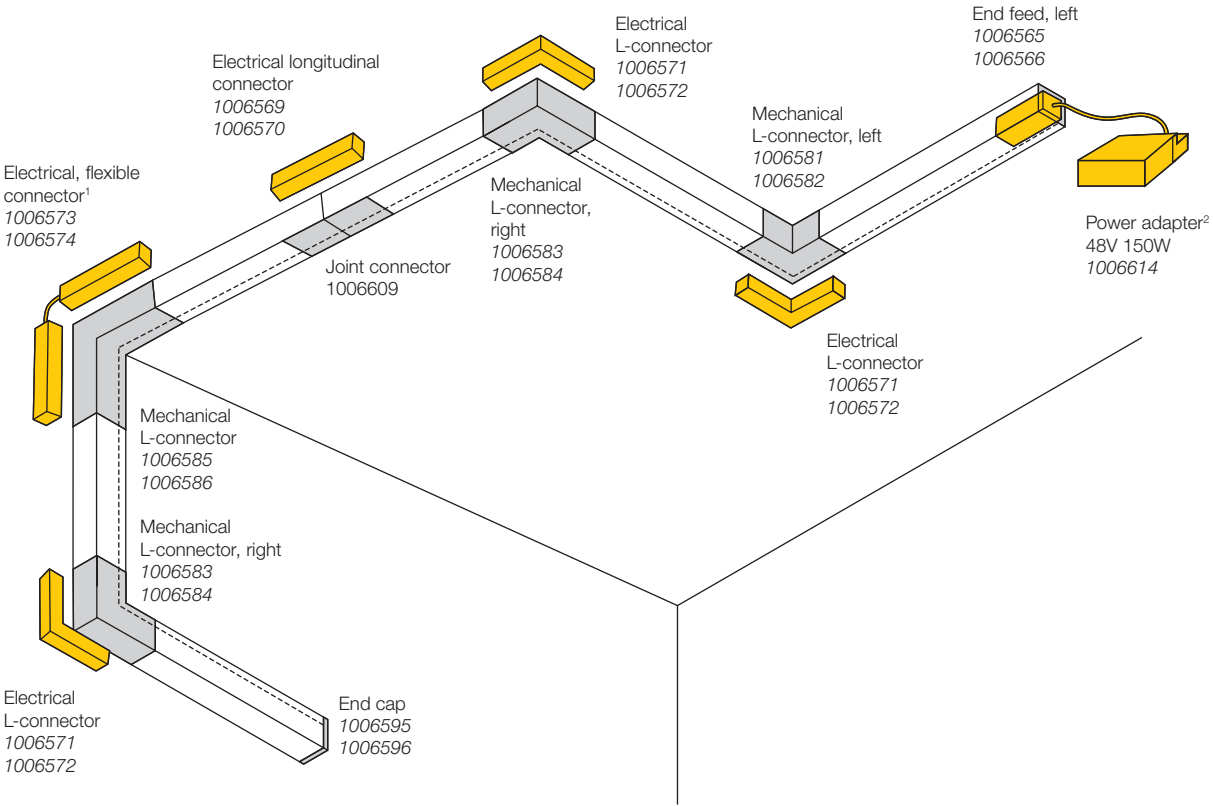 Electrical
L-connector
1006571
1006572
End feed, left
1006565
1006566
Electrical longitudinal
connector
1006569
1006570
Mechanical
L-connector, left
1006581
1006582
Electrical, flexible
connector¹
1006573
1006574
Mechanical
L-connector,
right
1006583
1006584
Power adapter²
48V 150W
1006614
Joint connector
1006609
Electrical
L-connector
1006571
1006572
Mechanical
L-connector
1006585
1006586
Mechanical
L-connector, right
1006583
1006584
Electrical
L-connector
1006571
1006572
End cap
1006595
1006596